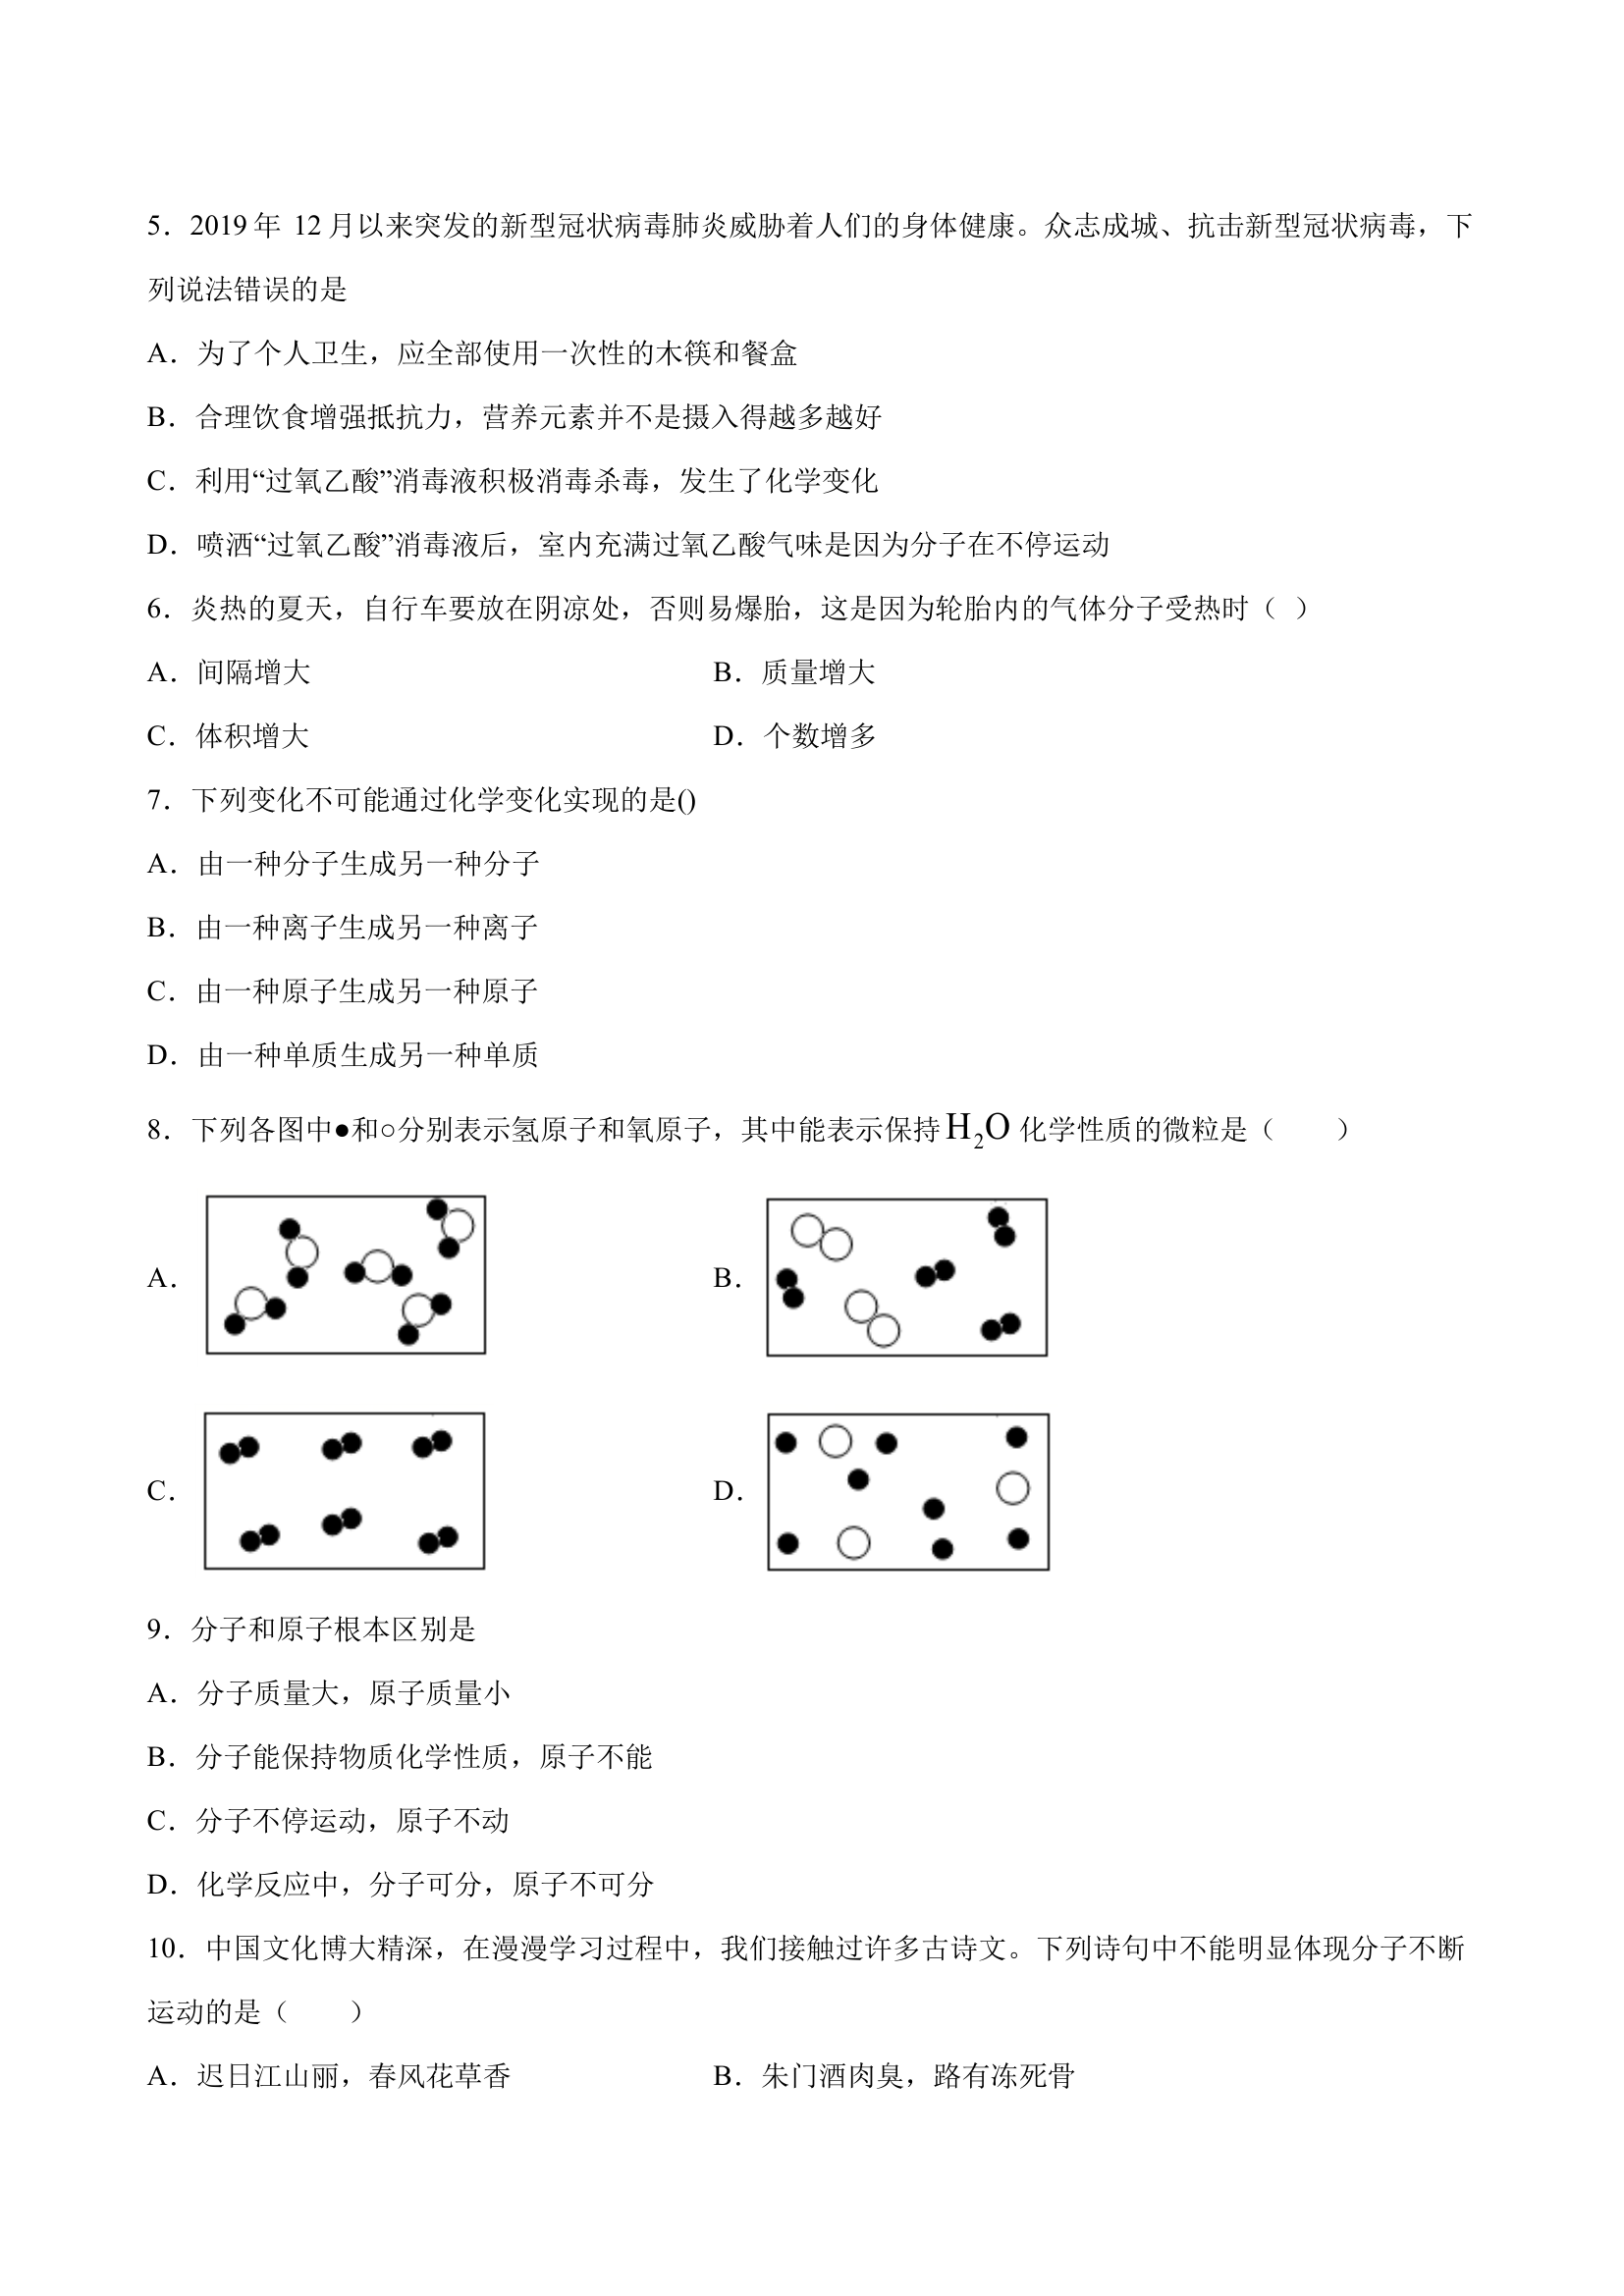 5．2019年 12月以来突发的新型冠状病毒肺炎威胁着人们的身体健康。众志成城、抗击新型冠状病毒，下
列说法错误的是
A．为了个人卫生，应全部使用一次性的木筷和餐盒
B．合理饮食增强抵抗力，营养元素并不是摄入得越多越好
C．利用“过氧乙酸”消毒液积极消毒杀毒，发生了化学变化
D．喷洒“过氧乙酸”消毒液后，室内充满过氧乙酸气味是因为分子在不停运动
6．炎热的夏天，自行车要放在阴凉处，否则易爆胎，这是因为轮胎内的气体分子受热时（ ）
A．间隔增大 B．质量增大
C．体积增大 D．个数增多
7．下列变化不可能通过化学变化实现的是()
A．由一种分子生成另一种分子
B．由一种离子生成另一种离子
C．由一种原子生成另一种原子
D．由一种单质生成另一种单质
8．下列各图中●和○分别表示氢原子和氧原子，其中能表示保持H₂O 化学性质的微粒是（　　）
A． B．
C． D．
9．分子和原子根本区别是
A．分子质量大，原子质量小
B．分子能保持物质化学性质，原子不能
C．分子不停运动，原子不动
D．化学反应中，分子可分，原子不可分
10．中国文化博大精深，在漫漫学习过程中，我们接触过许多古诗文。下列诗句中不能明显体现分子不断
运动的是（　　）
A．迟日江山丽，春风花草香 B．朱门酒肉臭，路有冻死骨